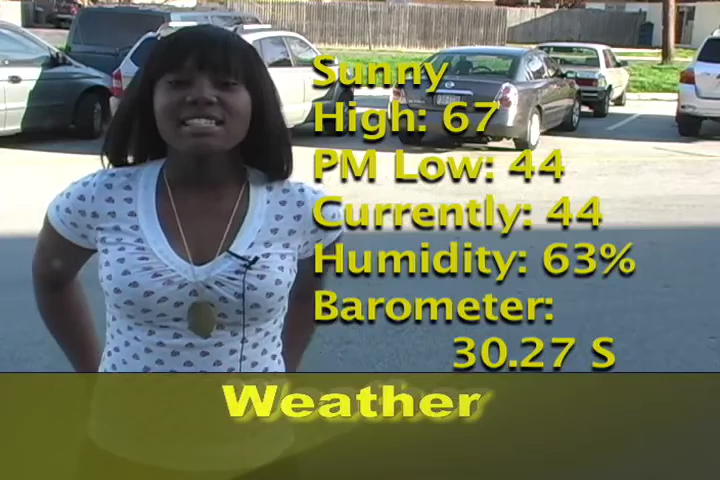 Sunny
High: 67
PM Low: 44
Currently: 44
Humidity: 63%
Barometer:
30.27 S
Weather